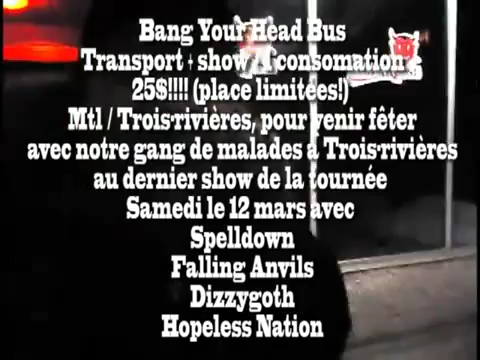 Bang Your Head Bus
Transport - show / 1 consomation
25$!!!! (place limitées!)
Mtl / Trois-rivières, pour venir fêter
avec notre gang de malades à Trois-rivières
au dernier show de la tournée
Samedi le 12 mars avec
Spelldown
Falling Anvils
Dizzygoth
Hopeless Nation